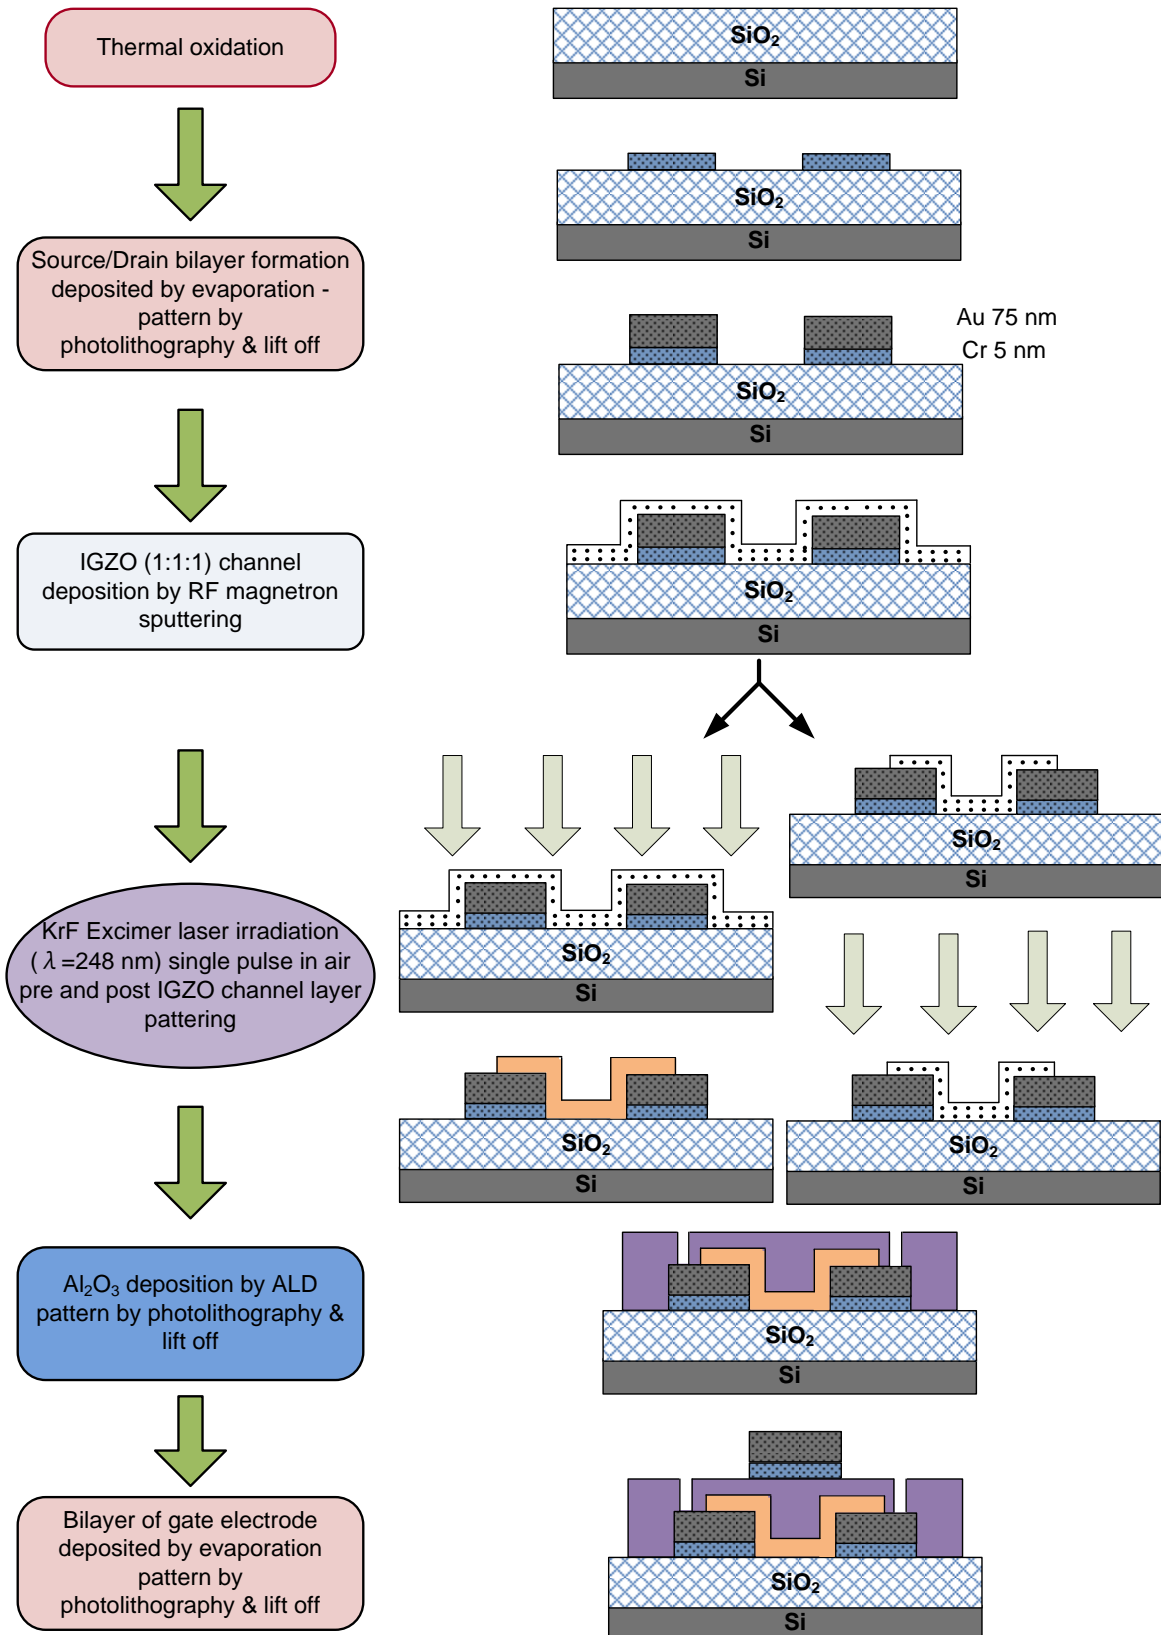 Thermal oxidation
SiO₂
Si
SiO₂
Si
Source/Drain bilayer formation
deposited by evaporation -
pattern by
photolithography & lift off
Au 75 nm
Cr 5 nm
SiO₂
Si
IGZO (1:1:1) channel
deposition by RF magnetron
sputtering
SiO₂
Si
SiO₂
Si
KrF Excimer laser irradiation
( λ =248 nm) single pulse in air
pre and post IGZO channel layer
pattering
SiO₂
Si
SiO₂
Si
SiO₂
Si
Al₂O₃ deposition by ALD
pattern by photolithography &
lift off
SiO₂
Si
Bilayer of gate electrode
deposited by evaporation
pattern by
photolithography & lift off
SiO₂
Si